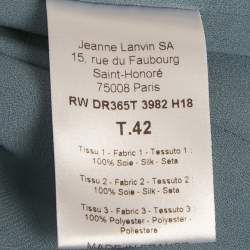 Jeanne Lanvin SA
15, rue du Faubourg
Saint-Honoré
75008 Paris
RW DR365T 3982 H18
T.42
Tissu 1 - Fabric 1 - Tessuto 1 :
100% Soie - Silk - Seta
Tissu 2 - Fabric 2 - Tessuto 2 :
100% Soie - Silk - Seta
Tissu 3 - Fabric 3 - Tessuto 3 :
100% Polyester - Polyester
Poliestere
MADE IN